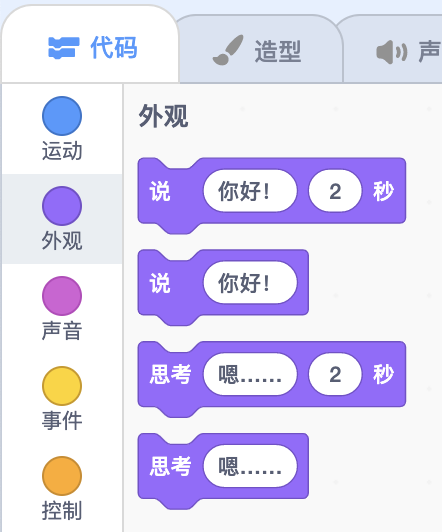 代码 造型 声
运动
外观
声音
事件
控制
外观
说 你好！ 2 秒
说 你好！
思考 嗯…… 2 秒
思考 嗯……